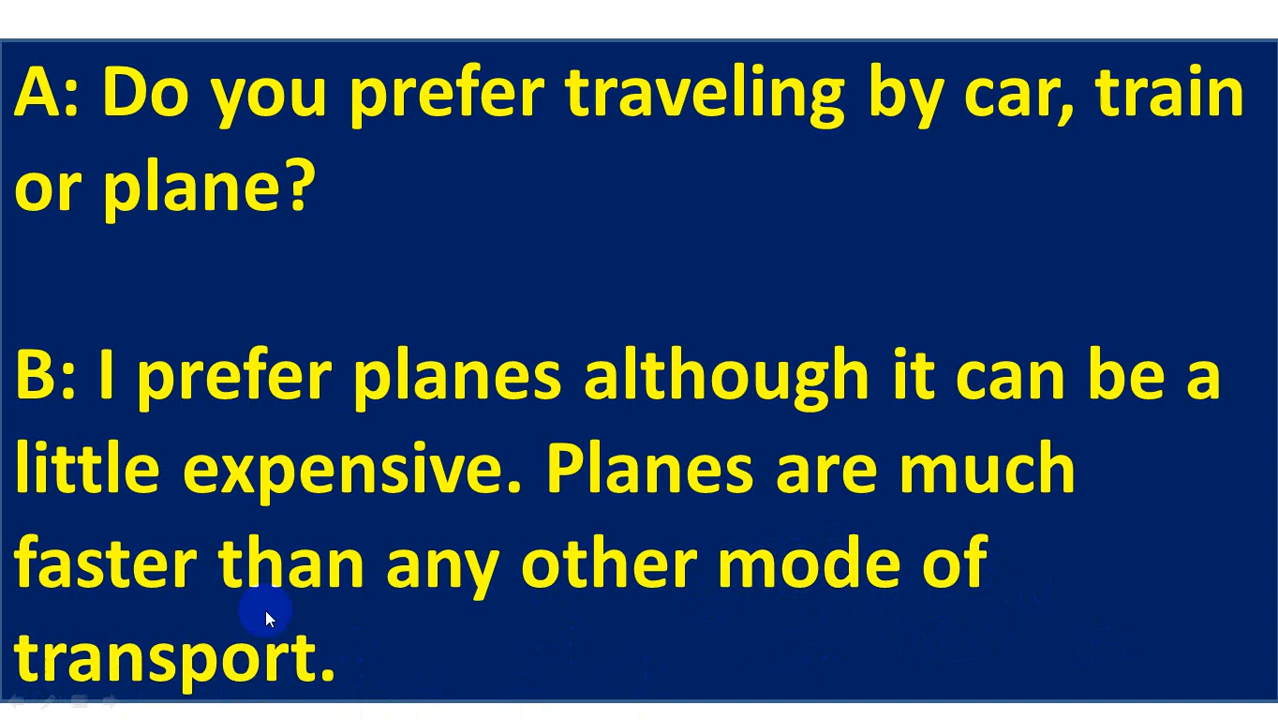 A: Do you prefer traveling by car, train
or plane?
B: I prefer planes although it can be a
little expensive. Planes are much
faster than any other mode of
transport.